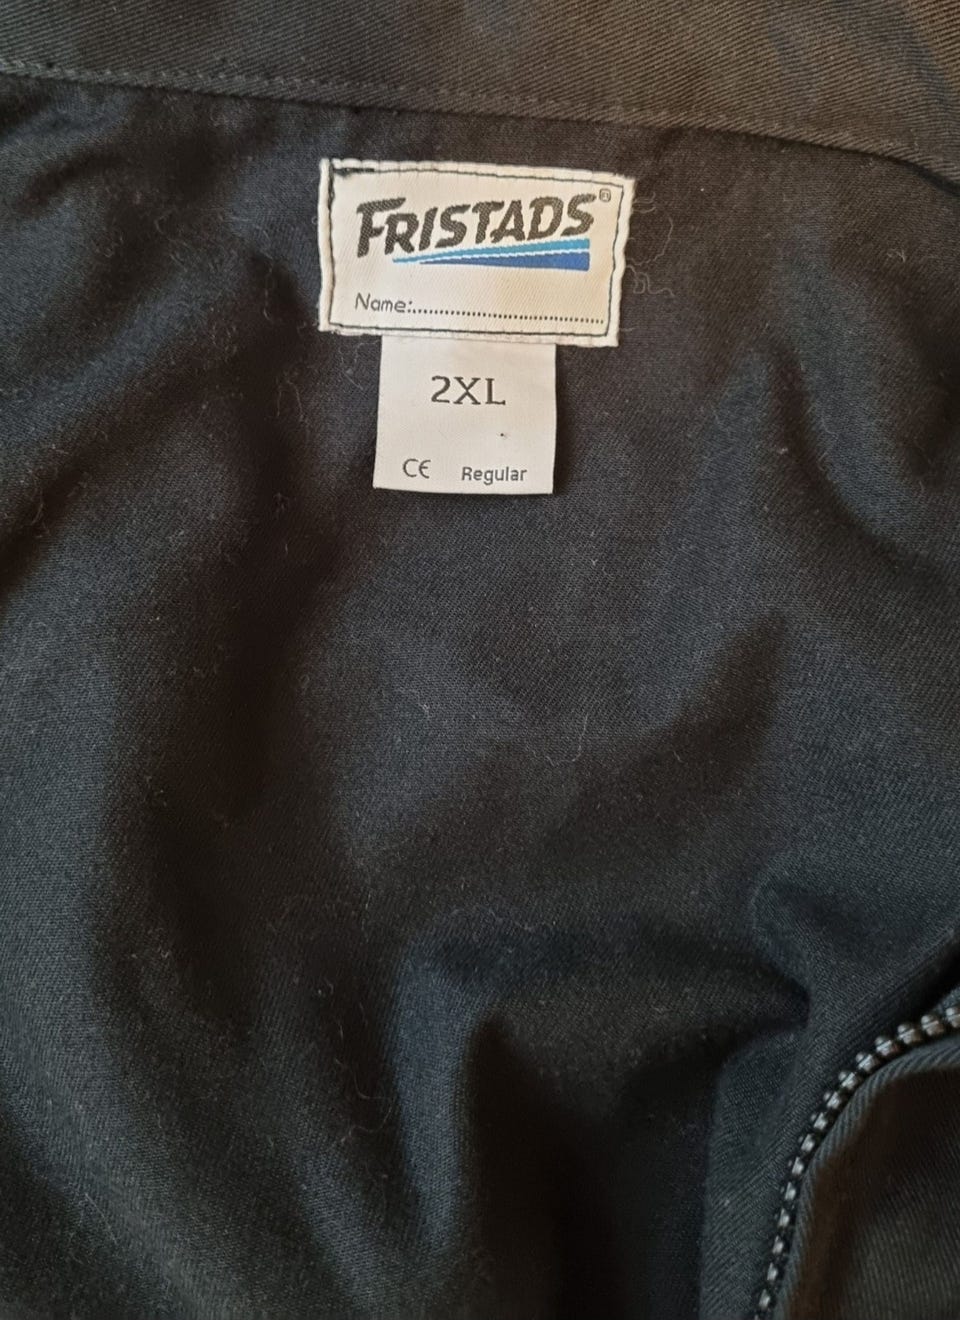 FRISTADS®
Name:..........................................
2XL
CE Regular